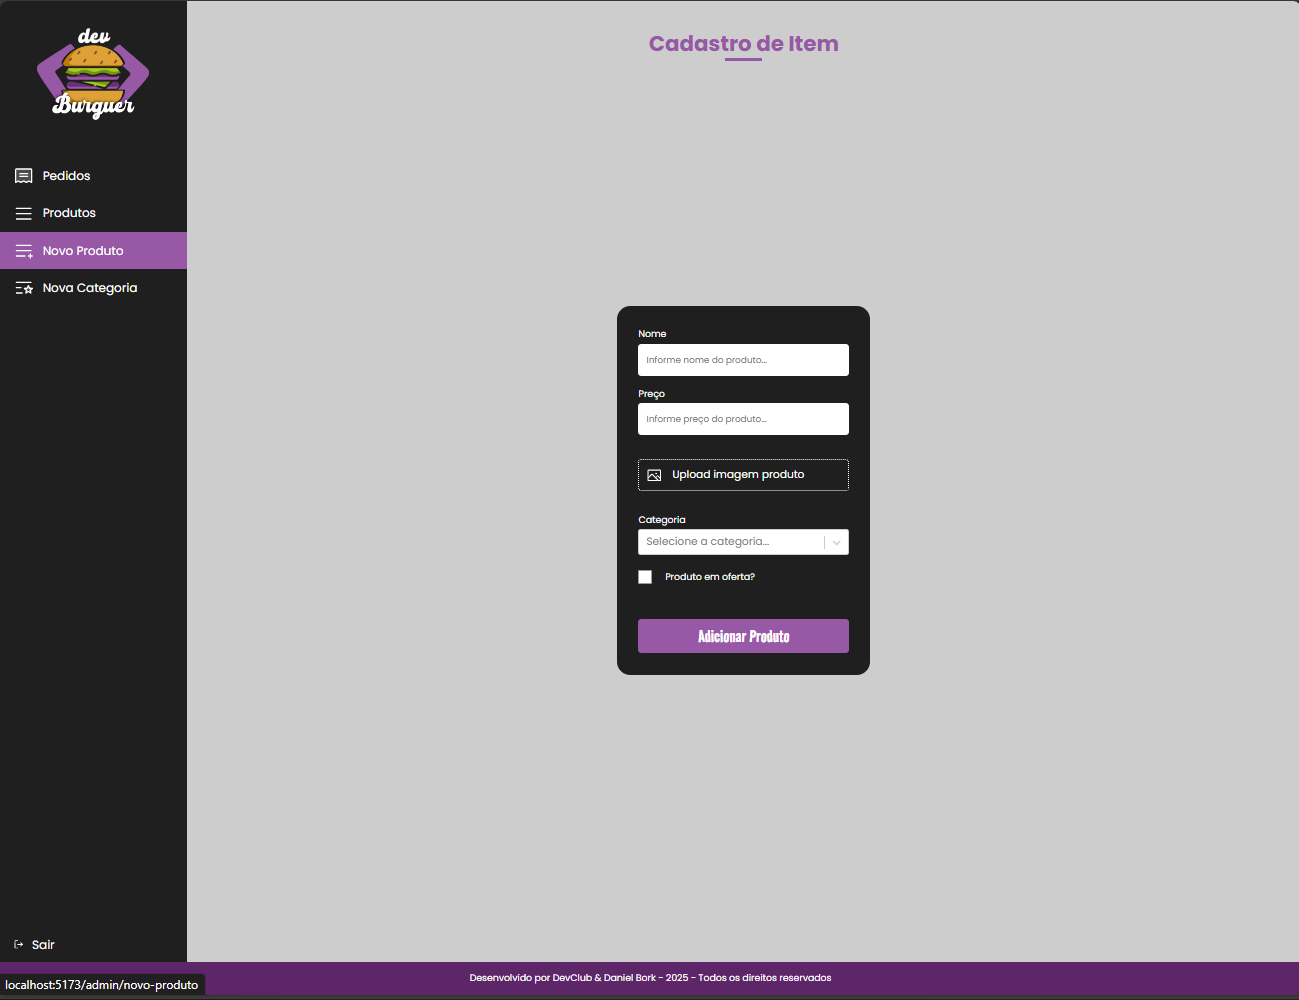 dev
Burguer
Pedidos
Produtos
Novo Produto
Nova Categoria
Sair
Cadastro de Item
Nome
Informe nome do produto...
Preço
Informe preço do produto...
Upload imagem produto
Categoria
Selecione a categoria...
Produto em oferta?
Adicionar Produto
Desenvolvido por DevClub & Daniel Bork - 2025 - Todos os direitos reservados
localhost:5173/admin/novo-produto